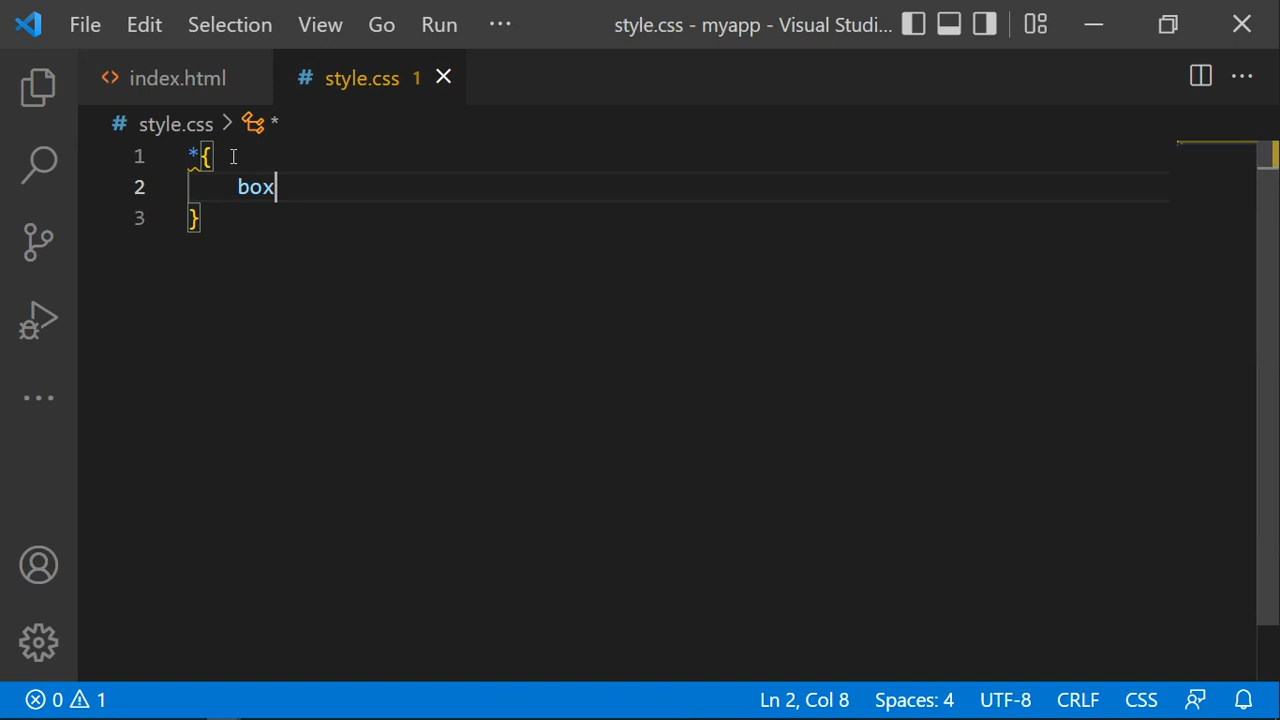 File Edit Selection View Go Run ··· style.css - myapp - Visual Studi...
<> index.html # style.css 1
# style.css > *
1 *{
2 box
3 }
0 1 Ln 2, Col 8 Spaces: 4 UTF-8 CRLF CSS